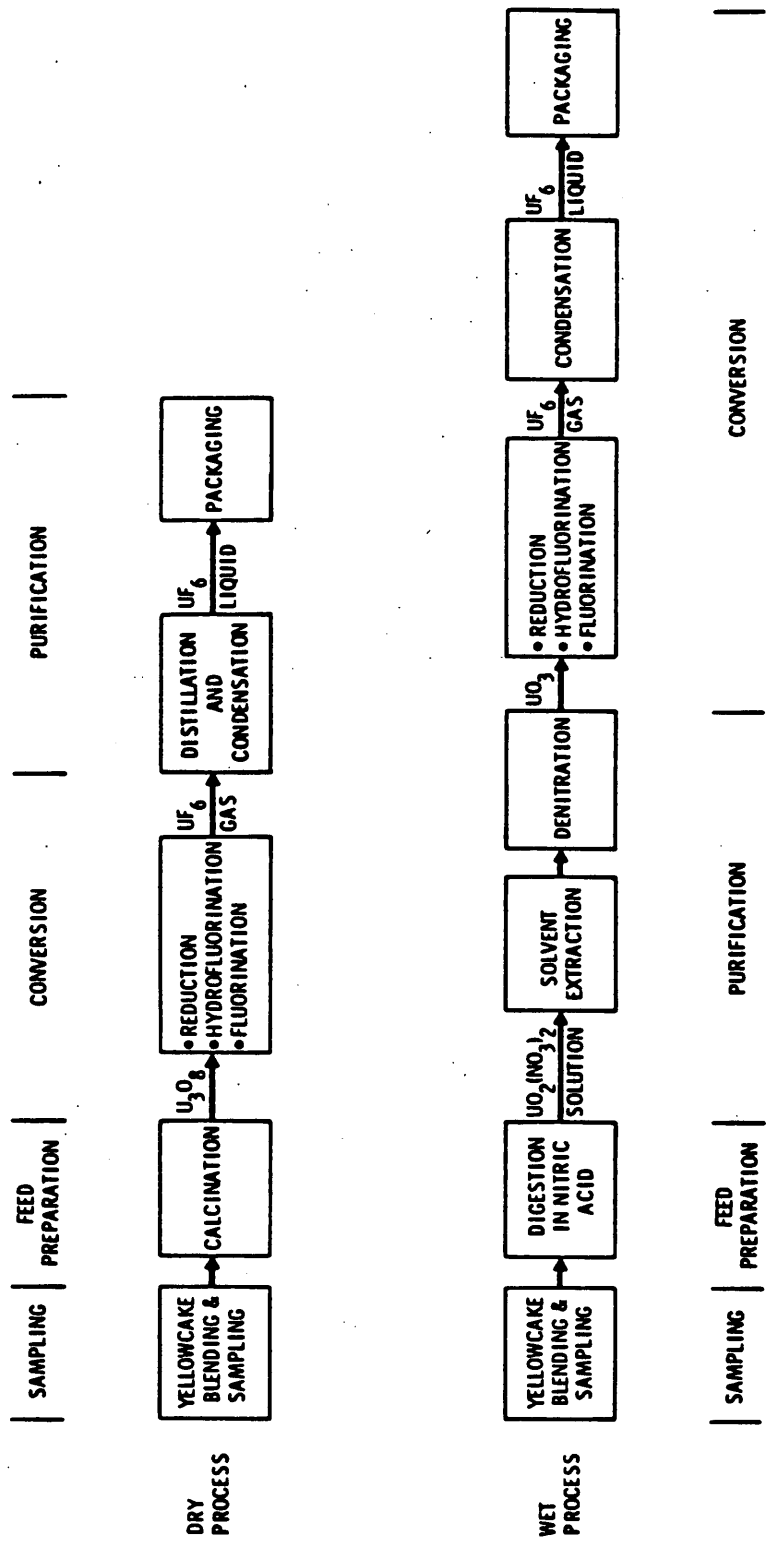 SAMPLING
FEED
PREPARATION
CONVERSION
PURIFICATION
DRY
PROCESS
YELLOWCAKE
BLENDING &
SAMPLING
CALCINATION
U3O8
• REDUCTION
• HYDROFLUORINATION
• FLUORINATION
UF6
GAS
DISTILLATION
AND
CONDENSATION
UF6
LIQUID
PACKAGING
WET
PROCESS
YELLOWCAKE
BLENDING &
SAMPLING
DIGESTION
IN NITRIC
ACID
UO2(NO3)2
SOLUTION
SOLVENT
EXTRACTION
DENITRATION
UO3
• REDUCTION
• HYDROFLUORINATION
• FLUORINATION
UF6
GAS
CONDENSATION
UF6
LIQUID
PACKAGING
SAMPLING
FEED
PREPARATION
PURIFICATION
CONVERSION